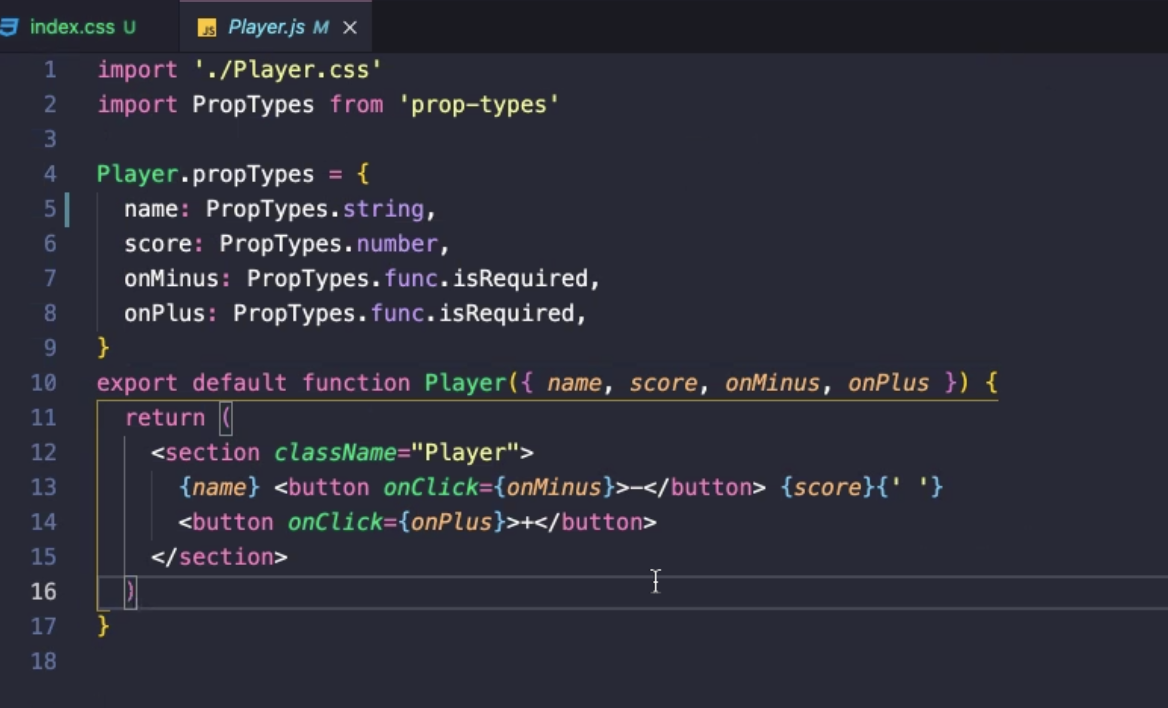 index.css U
JS Player.js M
1 import './Player.css'
2 import PropTypes from 'prop-types'
3
4 Player.propTypes = {
5   name: PropTypes.string,
6   score: PropTypes.number,
7   onMinus: PropTypes.func.isRequired,
8   onPlus: PropTypes.func.isRequired,
9 }
10 export default function Player({ name, score, onMinus, onPlus }) {
11   return (
12     <section className="Player">
13       {name} <button onClick={onMinus}>−</button> {score}{' '}
14       <button onClick={onPlus}>+</button>
15     </section>
16   )
17 }
18